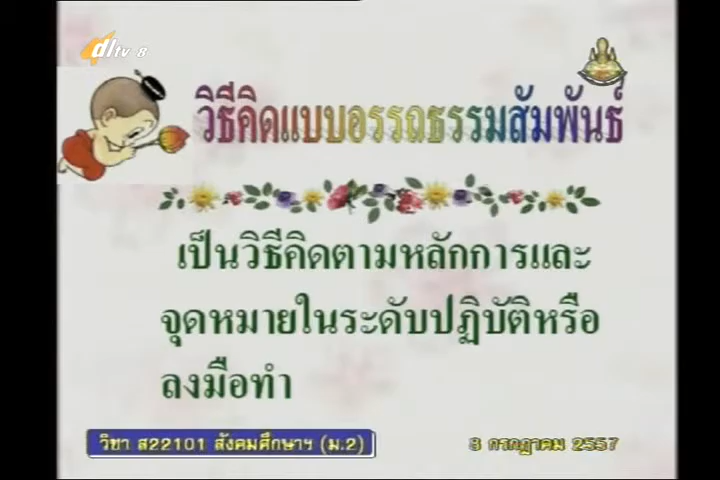 dltv 8
วิธีคิดแบบอรรถธรรมสัมพันธ์
เป็นวิธีคิดตามหลักการและ
จุดหมายในระดับปฏิบัติหรือ
ลงมือทำ
วิชา ส22101 สังคมศึกษาฯ (ม.2)
3 กรกฎาคม 2557